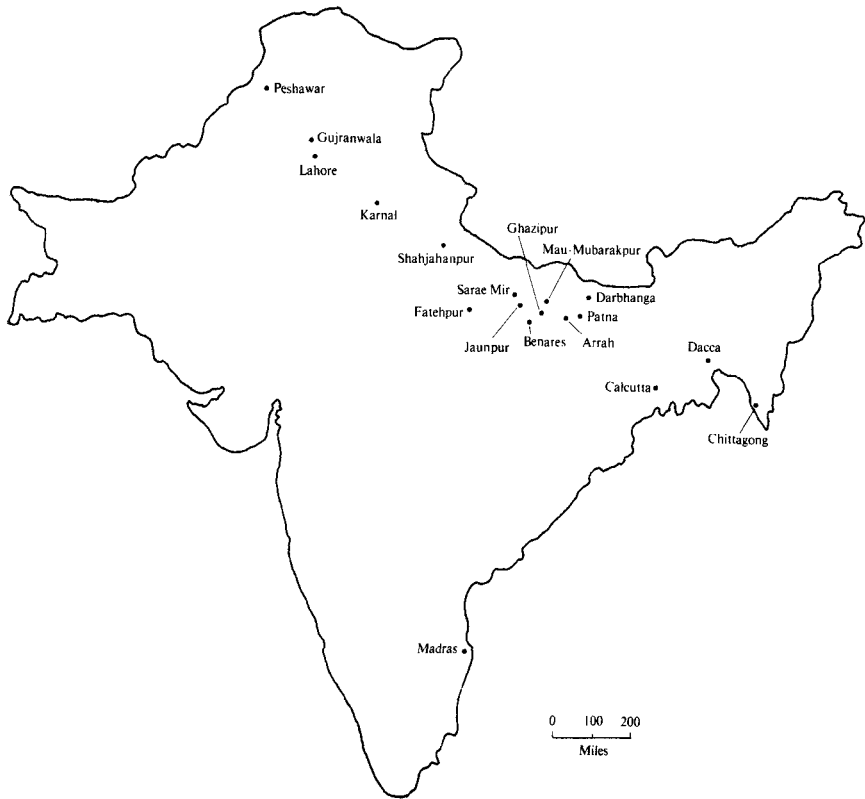 Peshawar
Gujranwala
Lahore
Karnal
Ghazipur
Mau-Mubarakpur
Shahjahanpur
Sarae Mir
Darbhanga
Fatehpur
Patna
Jaunpur
Benares
Arrah
Dacca
Calcutta
Chittagong
Madras
0 100 200
Miles